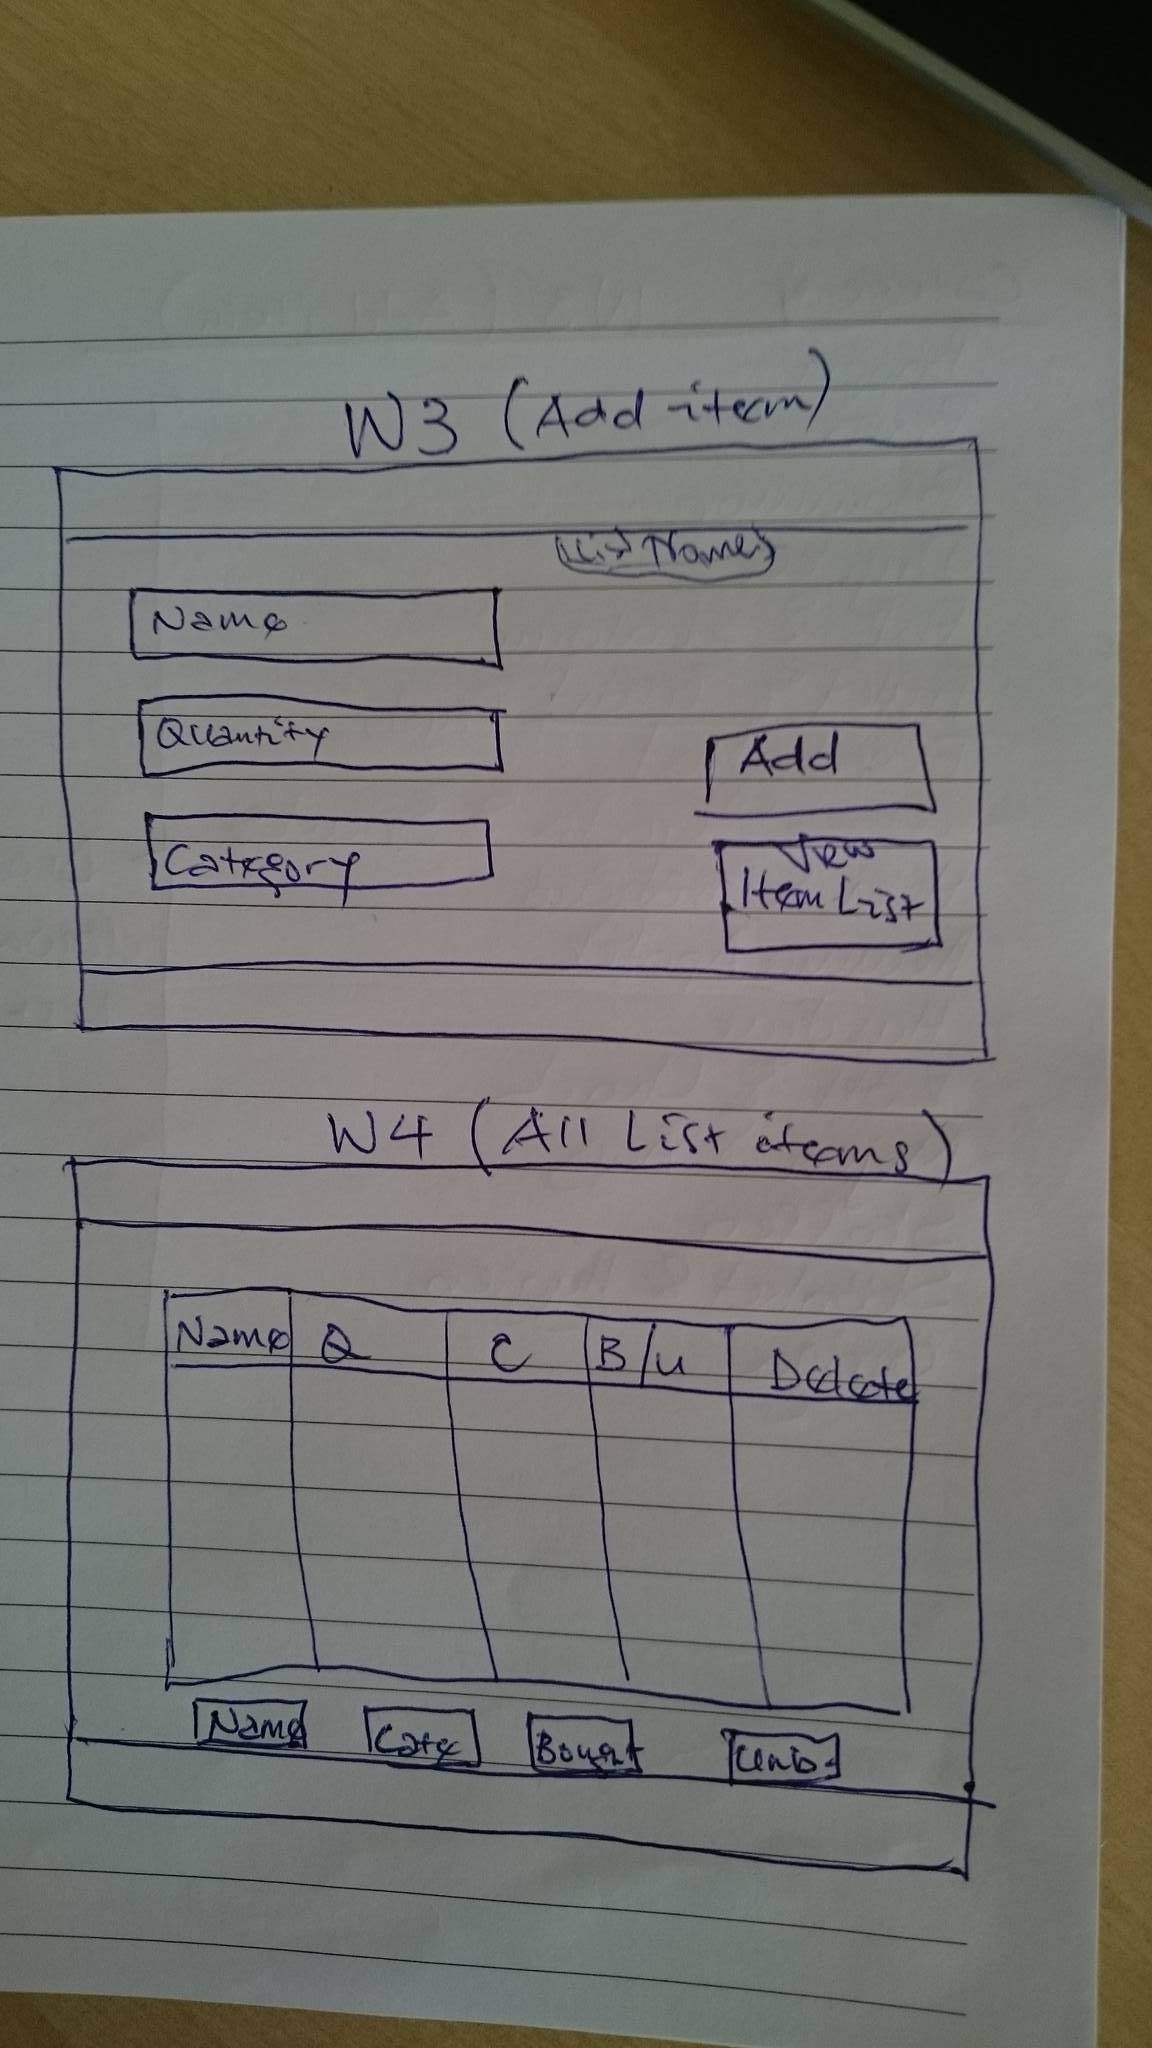 W3 (Add item)
(List Name)
Name
Quantity
Add
Category
View
Item List
W4 (All List items)
Name Q C B/u Delete
Name Cate Bought Unb.